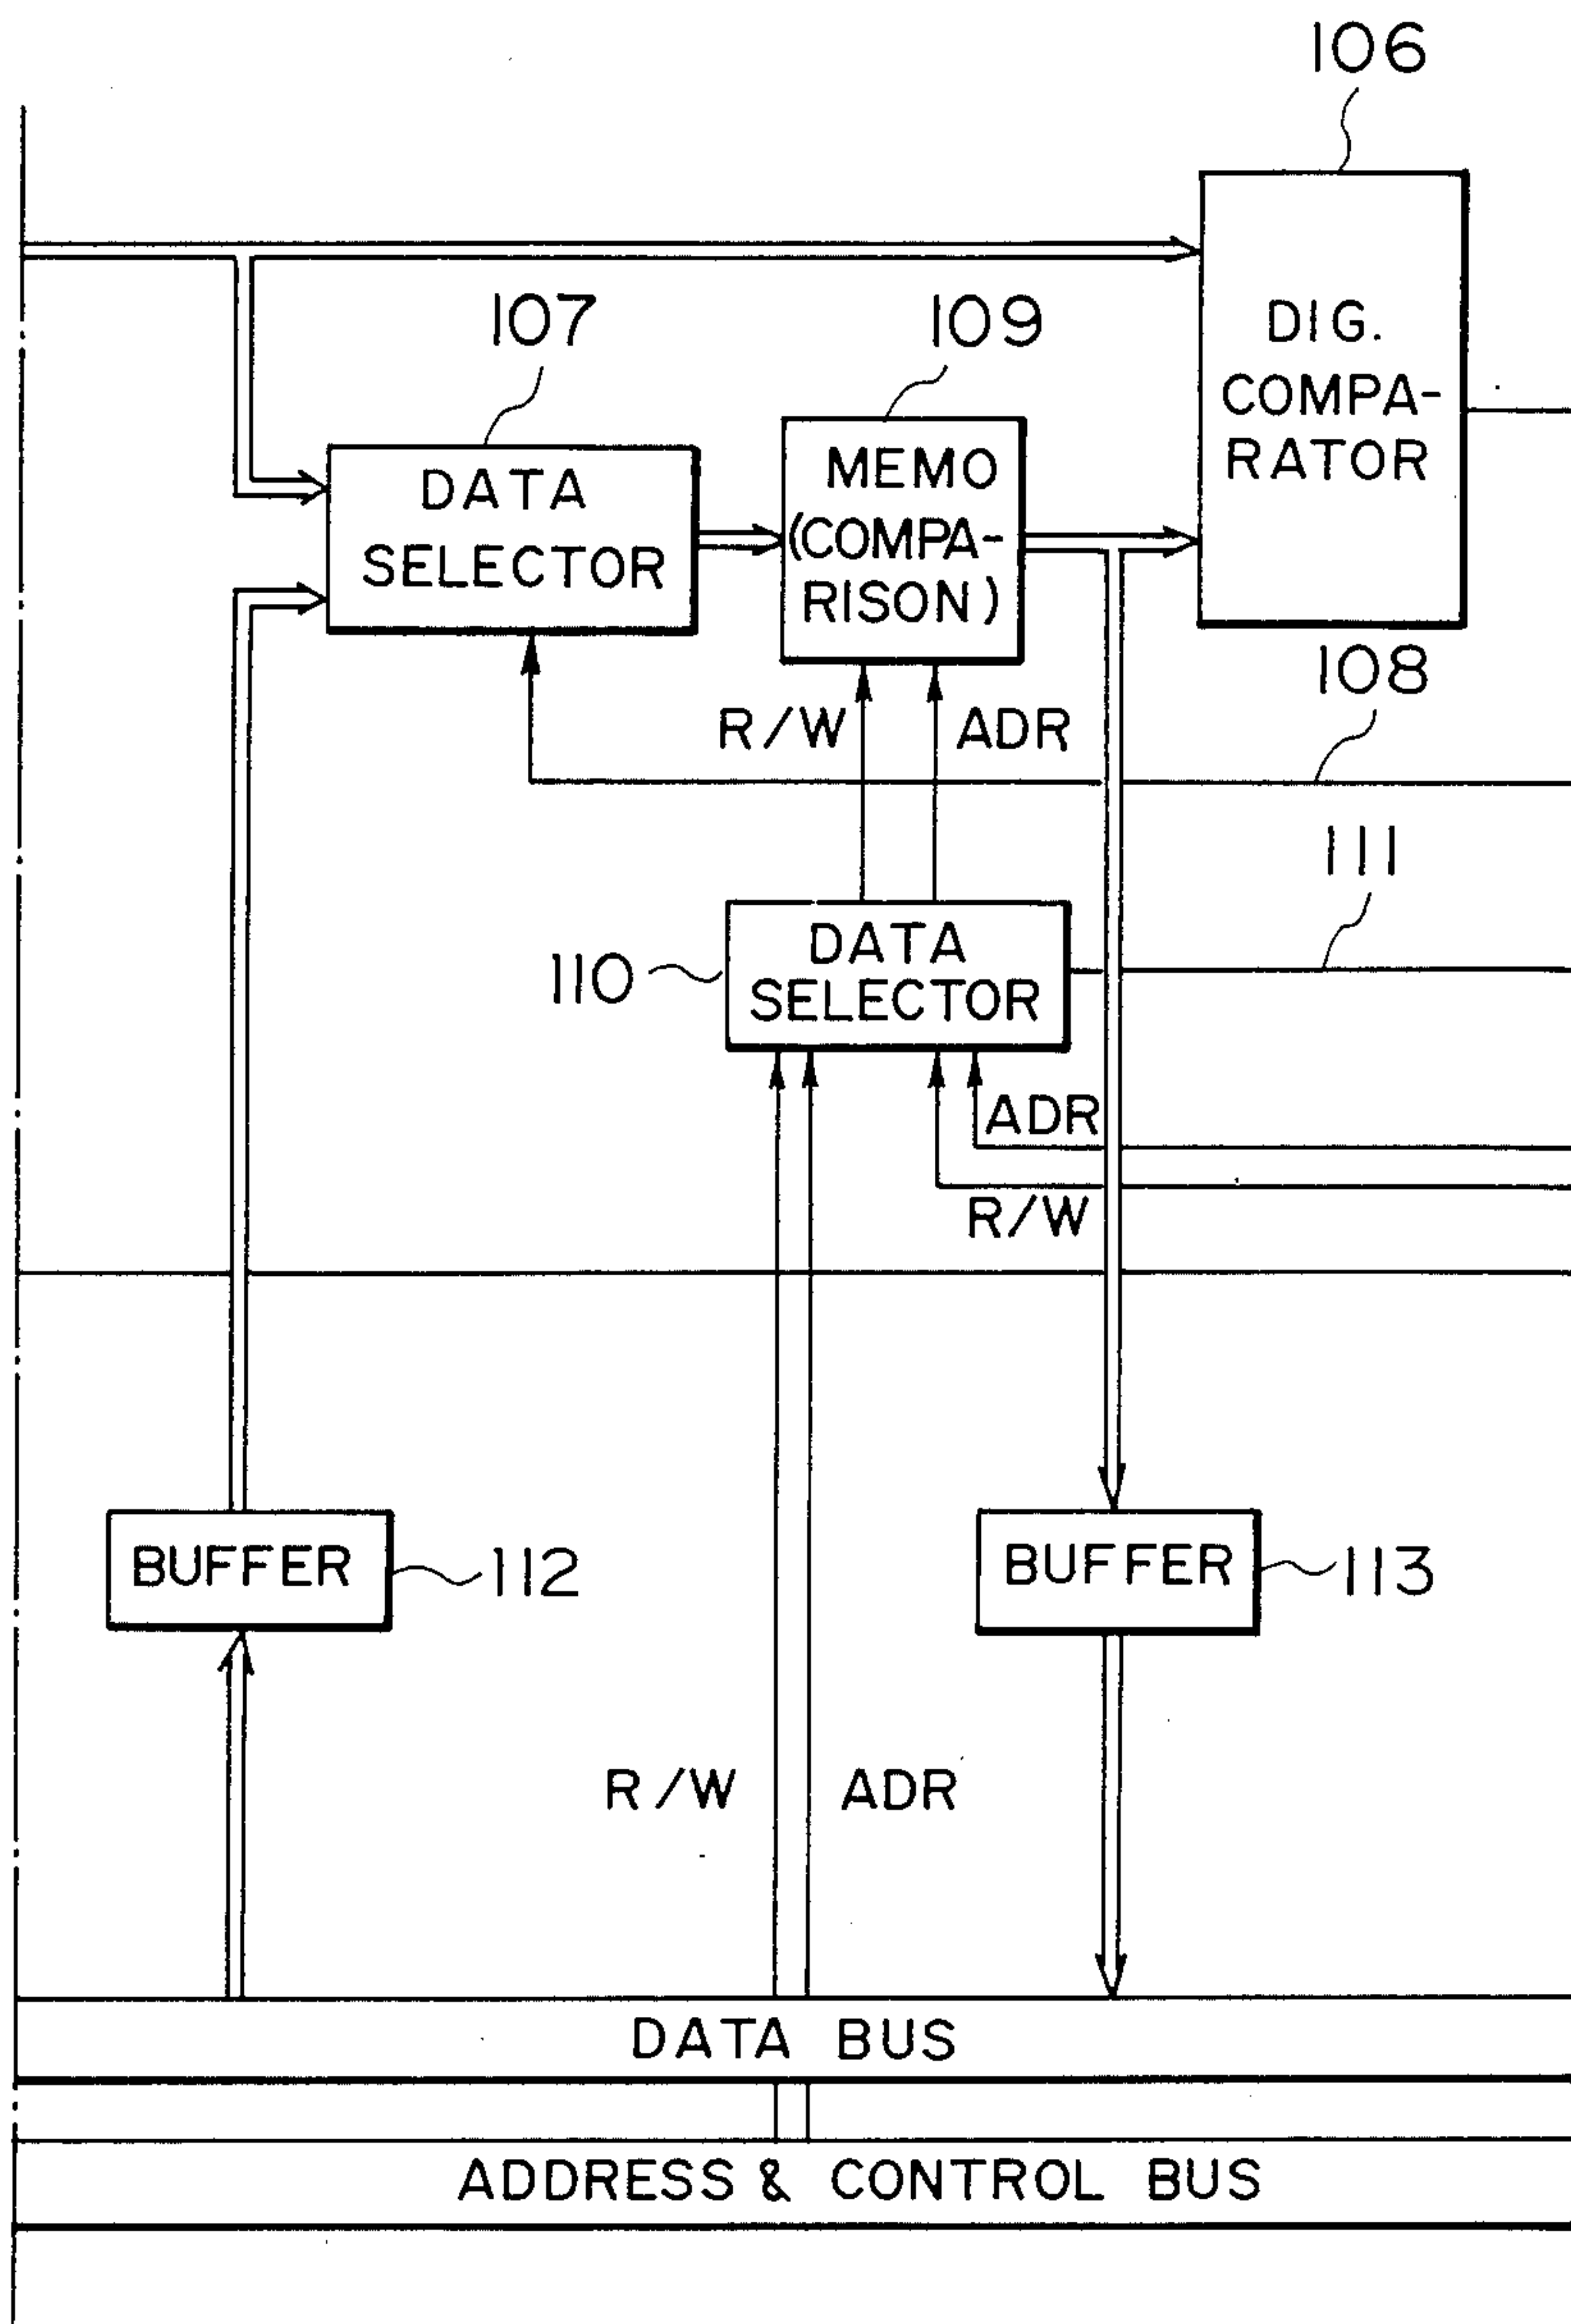 106
107
109
DIG.
COMPA-
RATOR
DATA
SELECTOR
MEMO
(COMPA-
RISON)
108
R/W
ADR
111
110
DATA
SELECTOR
ADR
R/W
BUFFER
112
BUFFER
113
R/W
ADR
DATA BUS
ADDRESS & CONTROL BUS